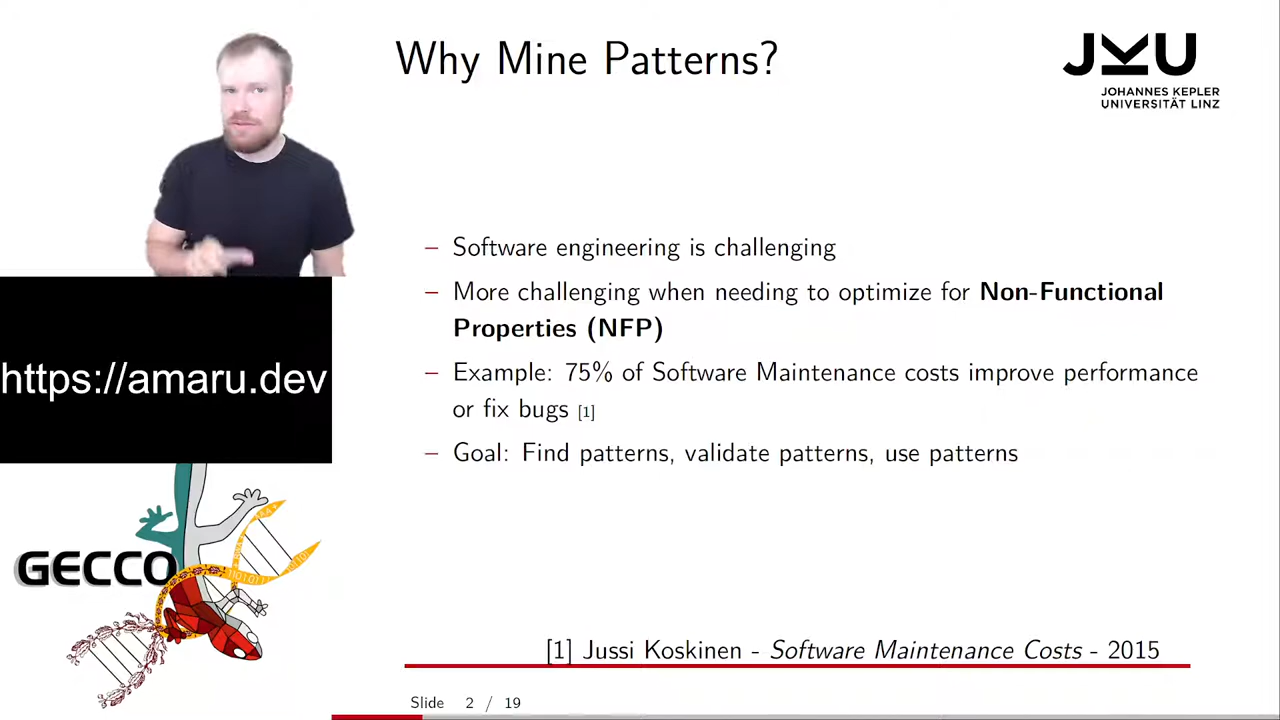 Why Mine Patterns?
JKU
JOHANNES KEPLER
UNIVERSITÄT LINZ
– Software engineering is challenging
– More challenging when needing to optimize for Non-Functional
Properties (NFP)
– Example: 75% of Software Maintenance costs improve performance
or fix bugs [1]
– Goal: Find patterns, validate patterns, use patterns
https://amaru.dev
GECCO
[1] Jussi Koskinen - Software Maintenance Costs - 2015
Slide 2 / 19